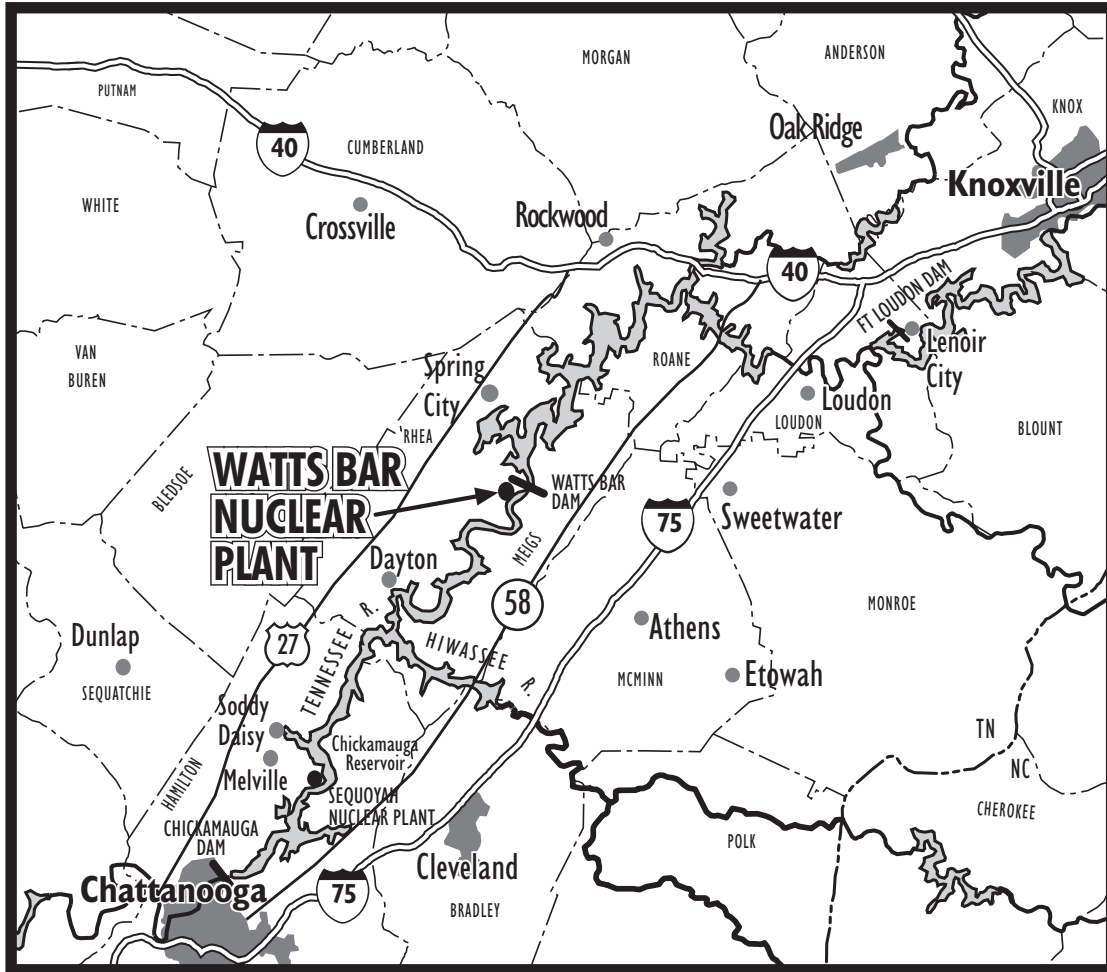 MORGAN
ANDERSON
PUTNAM
KNOX
Oak Ridge
40
CUMBERLAND
Knoxville
WHITE
Crossville
Rockwood
40
FT LOUDON DAM
VAN
BUREN
ROANE
Lenoir
City
Spring
City
Loudon
LOUDON
BLOUNT
RHEA
WATTS BAR
NUCLEAR
PLANT
BLEDSOE
WATTS BAR
DAM
75
Sweetwater
MEIGS
Dayton
58
MONROE
TENNESSEE R.
HIWASSEE R.
Athens
Dunlap
27
SEQUATCHIE
MCMINN
Etowah
Soddy
Daisy
TN
NC
Chickamauga
Reservoir
Melville
HAMILTON
SEQUOYAH
NUCLEAR PLANT
CHEROKEE
CHICKAMAUGA
DAM
POLK
Cleveland
Chattanooga
75
BRADLEY